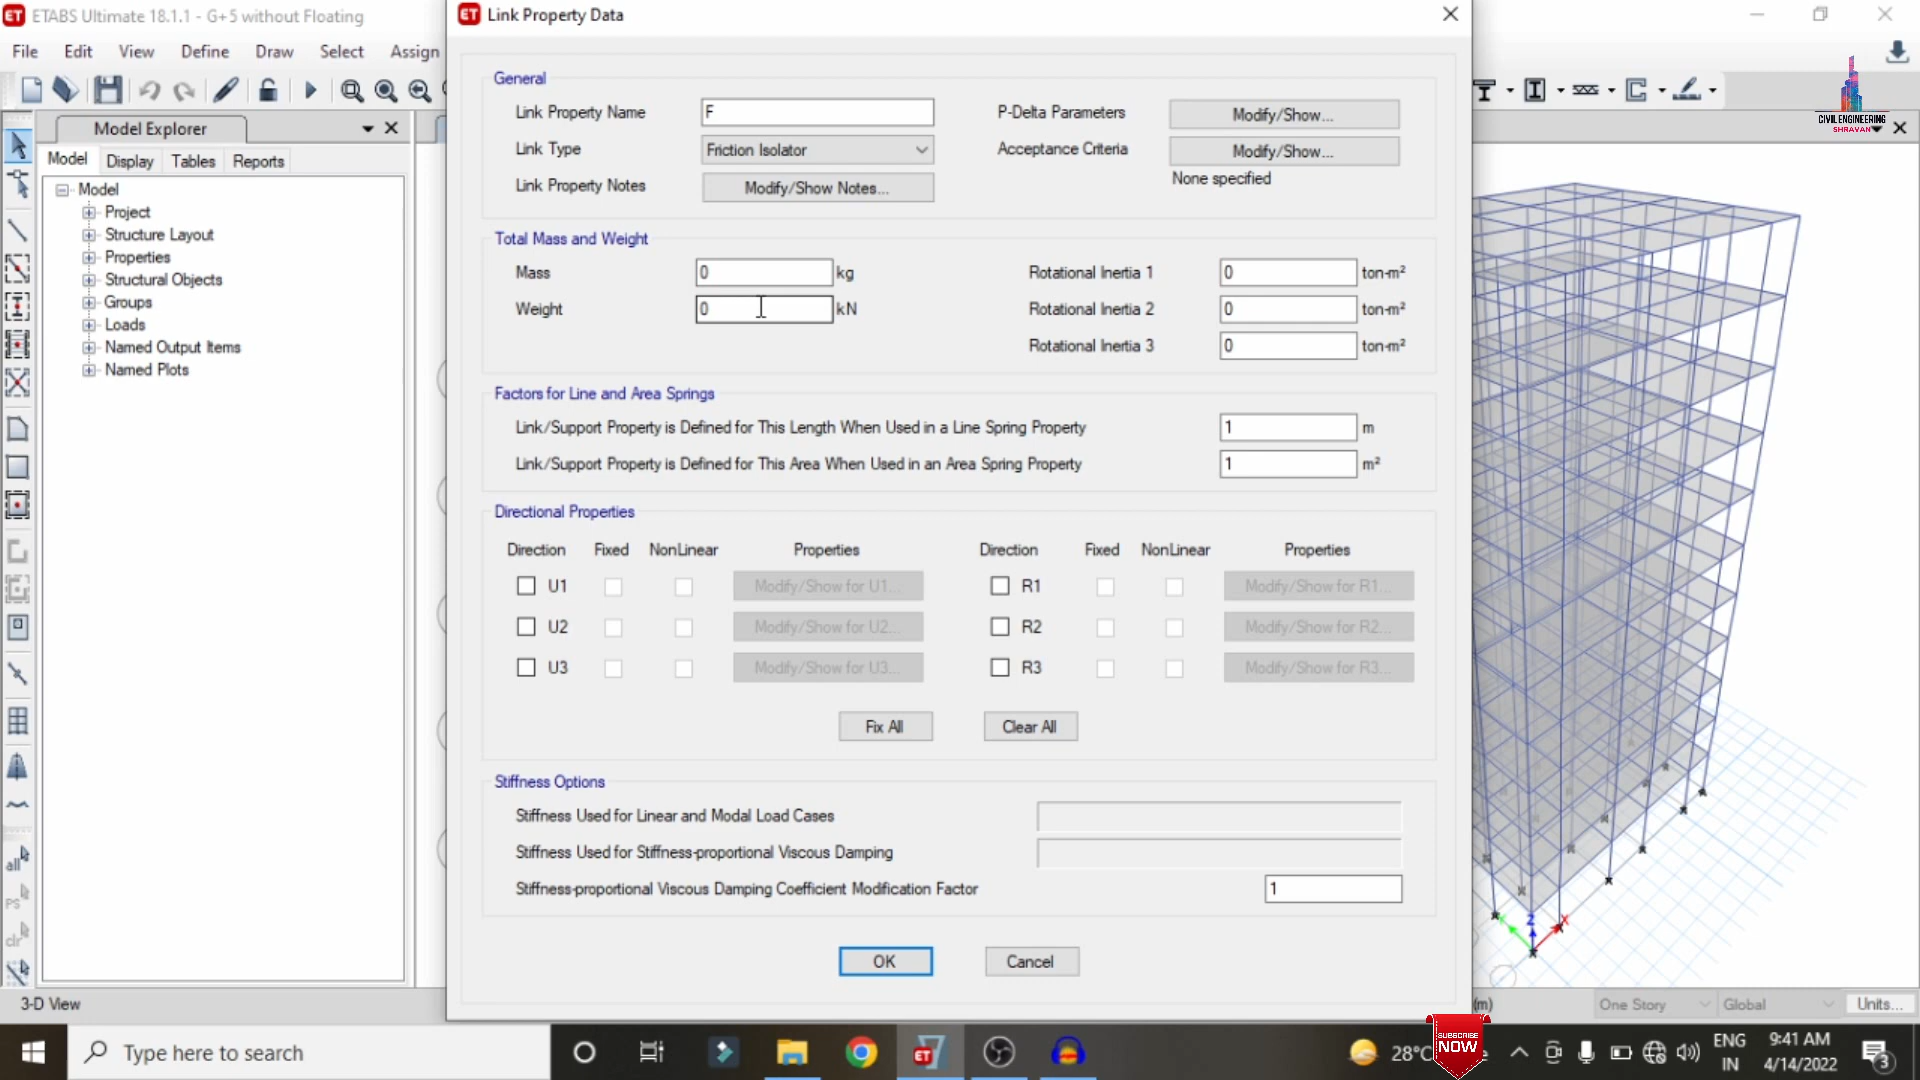 ETABS Ultimate 18.1.1 - G+5 without Floating
File Edit View Define Draw Select Assign
Model Explorer
Model Display Tables Reports
Model
Project
Structure Layout
Properties
Structural Objects
Groups
Loads
Named Output Items
Named Plots
Link Property Data
General
Link Property Name F P-Delta Parameters Modify/Show...
Link Type Friction Isolator Acceptance Criteria Modify/Show...
None specified
Link Property Notes Modify/Show Notes...
Total Mass and Weight
Mass 0 kg Rotational Inertia 1 0 ton-m²
Weight 0 kN Rotational Inertia 2 0 ton-m²
Rotational Inertia 3 0 ton-m²
Factors for Line and Area Springs
Link/Support Property is Defined for This Length When Used in a Line Spring Property 1 m
Link/Support Property is Defined for This Area When Used in an Area Spring Property 1 m²
Directional Properties
Direction Fixed NonLinear Properties Direction Fixed NonLinear Properties
U1 Modify/Show for U1... R1 Modify/Show for R1...
U2 Modify/Show for U2... R2 Modify/Show for R2...
U3 Modify/Show for U3... R3 Modify/Show for R3...
Fix All Clear All
Stiffness Options
Stiffness Used for Linear and Modal Load Cases
Stiffness Used for Stiffness-proportional Viscous Damping
Stiffness-proportional Viscous Damping Coefficient Modification Factor 1
OK Cancel
CIVIL ENGINEERING
SHRAVAN
Z X
all
PS
clr
3-D View
(m) One Story Global Units...
Type here to search
ET
28°C
SUBSCRIBE
NOW
ENG
IN
9:41 AM
4/14/2022
3